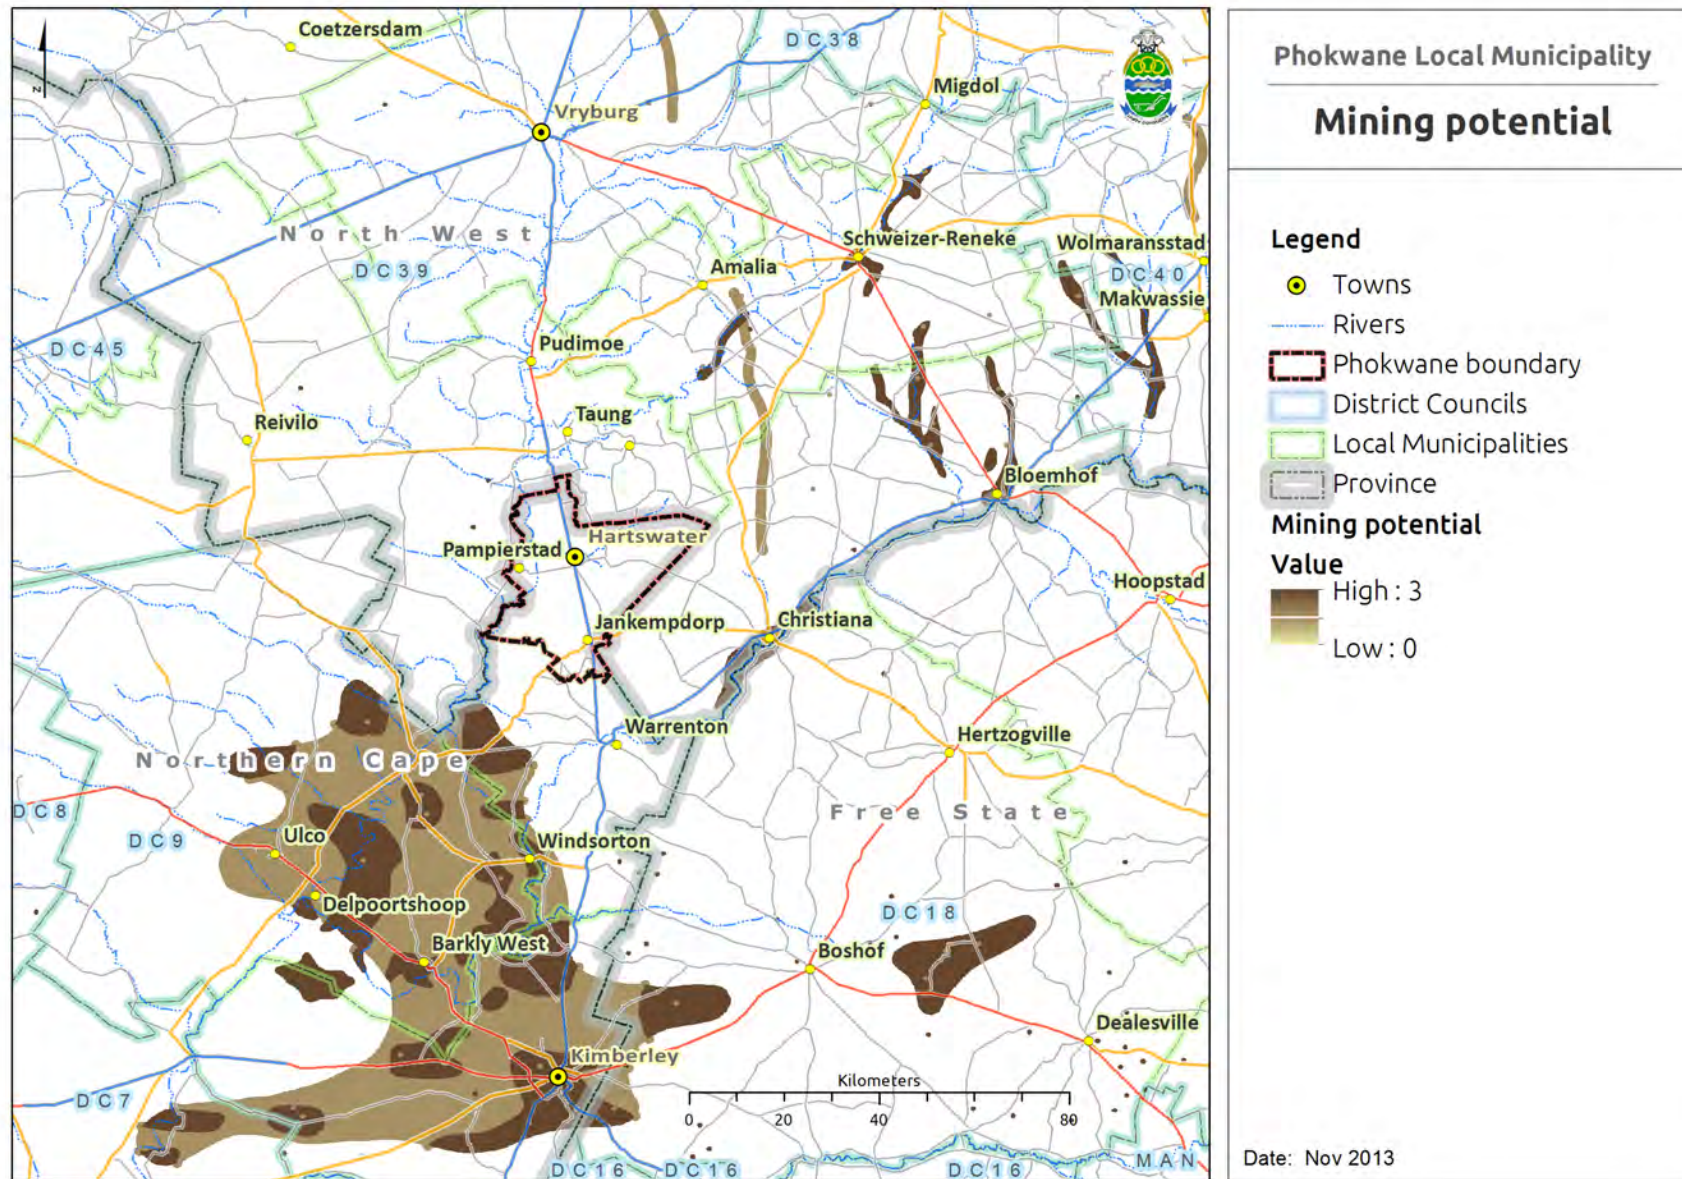 Coetzersdam
DC38
Migdol
Vryburg
North West
DC39
Schweizer-Reneke
Wolmaransstad
Amalia
DC40
Makwassie
DC45
Pudimoe
Reivilo
Taung
Bloemhof
Hartswater
Pampierstad
Hoopstad
Jankempdorp
Christiana
Warrenton
Hertzogville
Northern Cape
DC8
Free State
DC9
Ulco
Windsorton
Delpoortshoop
DC18
Barkly West
Boshof
Dealesville
Kimberley
Kilometers
DC7
0 20 40 60 80
DC16
DC16
DC16
MAN
Phokwane Local Municipality
Mining potential
Legend
Towns
Rivers
Phokwane boundary
District Councils
Local Municipalities
Province
Mining potential
Value
High : 3
Low : 0
Date: Nov 2013
z